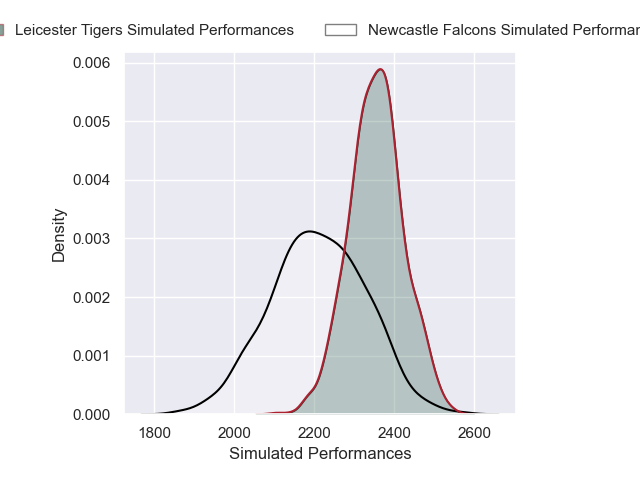 Leicester Tigers Simulated Performances
Newcastle Falcons Simulated
0.006
0.005
0.004
0.003
0.002
0.001
0.000
Density
1800 2000 2200 2400 2600
Simulated Performances